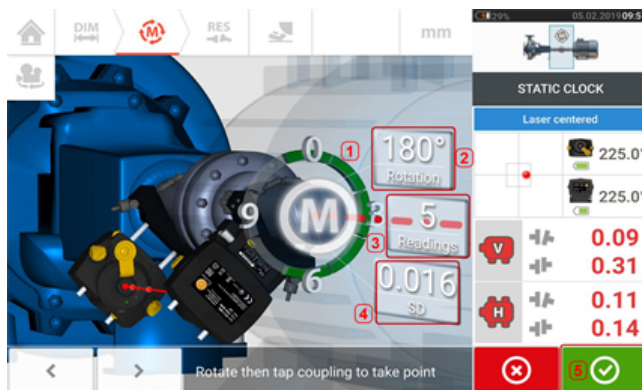 29%
05.02.2019 09:5
DIM
M
RES
mm
STATIC CLOCK
Laser centered
0
1
180°
2
Rotation
225.0°
225.0°
9
M
3
5
Readings
6
4
0.016
SD
V
0.09
0.31
H
0.11
0.14
Rotate then tap coupling to take point
5